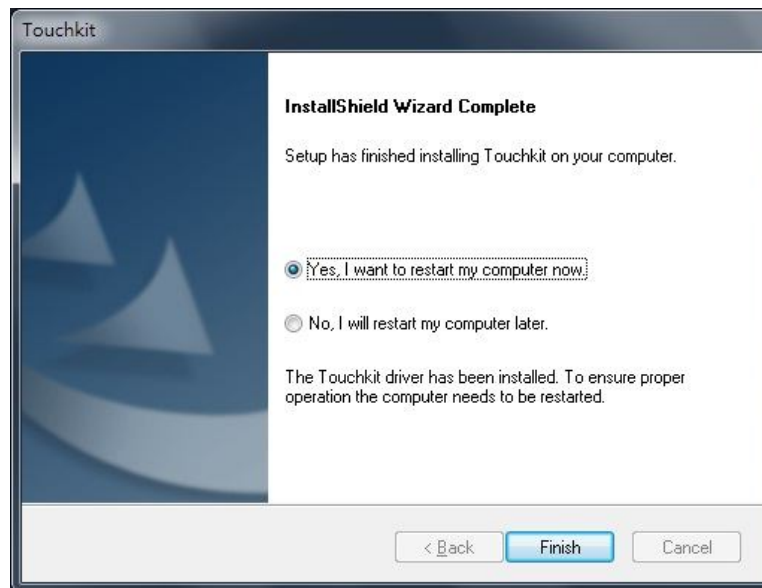 Touchkit
InstallShield Wizard Complete
Setup has finished installing Touchkit on your computer.
Yes, I want to restart my computer now.
No, I will restart my computer later.
The Touchkit driver has been installed. To ensure proper
operation the computer needs to be restarted.
< Back
Finish
Cancel